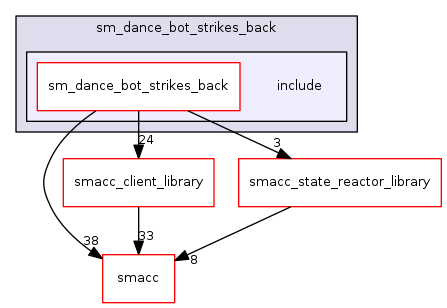 sm_dance_bot_strikes_back
sm_dance_bot_strikes_back
include
24
3
smacc_client_library
smacc_state_reactor_library
38
33
8
smacc